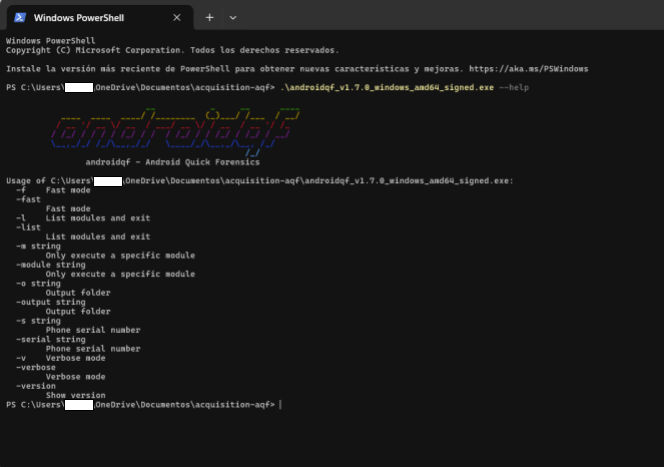 Windows PowerShell
Windows PowerShell
Copyright (C) Microsoft Corporation. Todos los derechos reservados.
Instale la versión más reciente de PowerShell para obtener nuevas características y mejoras. https://aka.ms/PSWindows
PS C:\Users\ \OneDrive\Documentos\acquisition-aqf> .\androidqf_v1.7.0_windows_amd64_signed.exe --help
androidqf
androidqf - Android Quick Forensics
Usage of C:\Users\ \OneDrive\Documentos\acquisition-aqf\androidqf_v1.7.0_windows_amd64_signed.exe:
-f Fast mode
-fast
Fast mode
-l List modules and exit
-list
List modules and exit
-m string
Only execute a specific module
-module string
Only execute a specific module
-o string
Output folder
-output string
Output folder
-s string
Phone serial number
-serial string
Phone serial number
-v Verbose mode
-verbose
Verbose mode
-version
Show version
PS C:\Users\ \OneDrive\Documentos\acquisition-aqf>